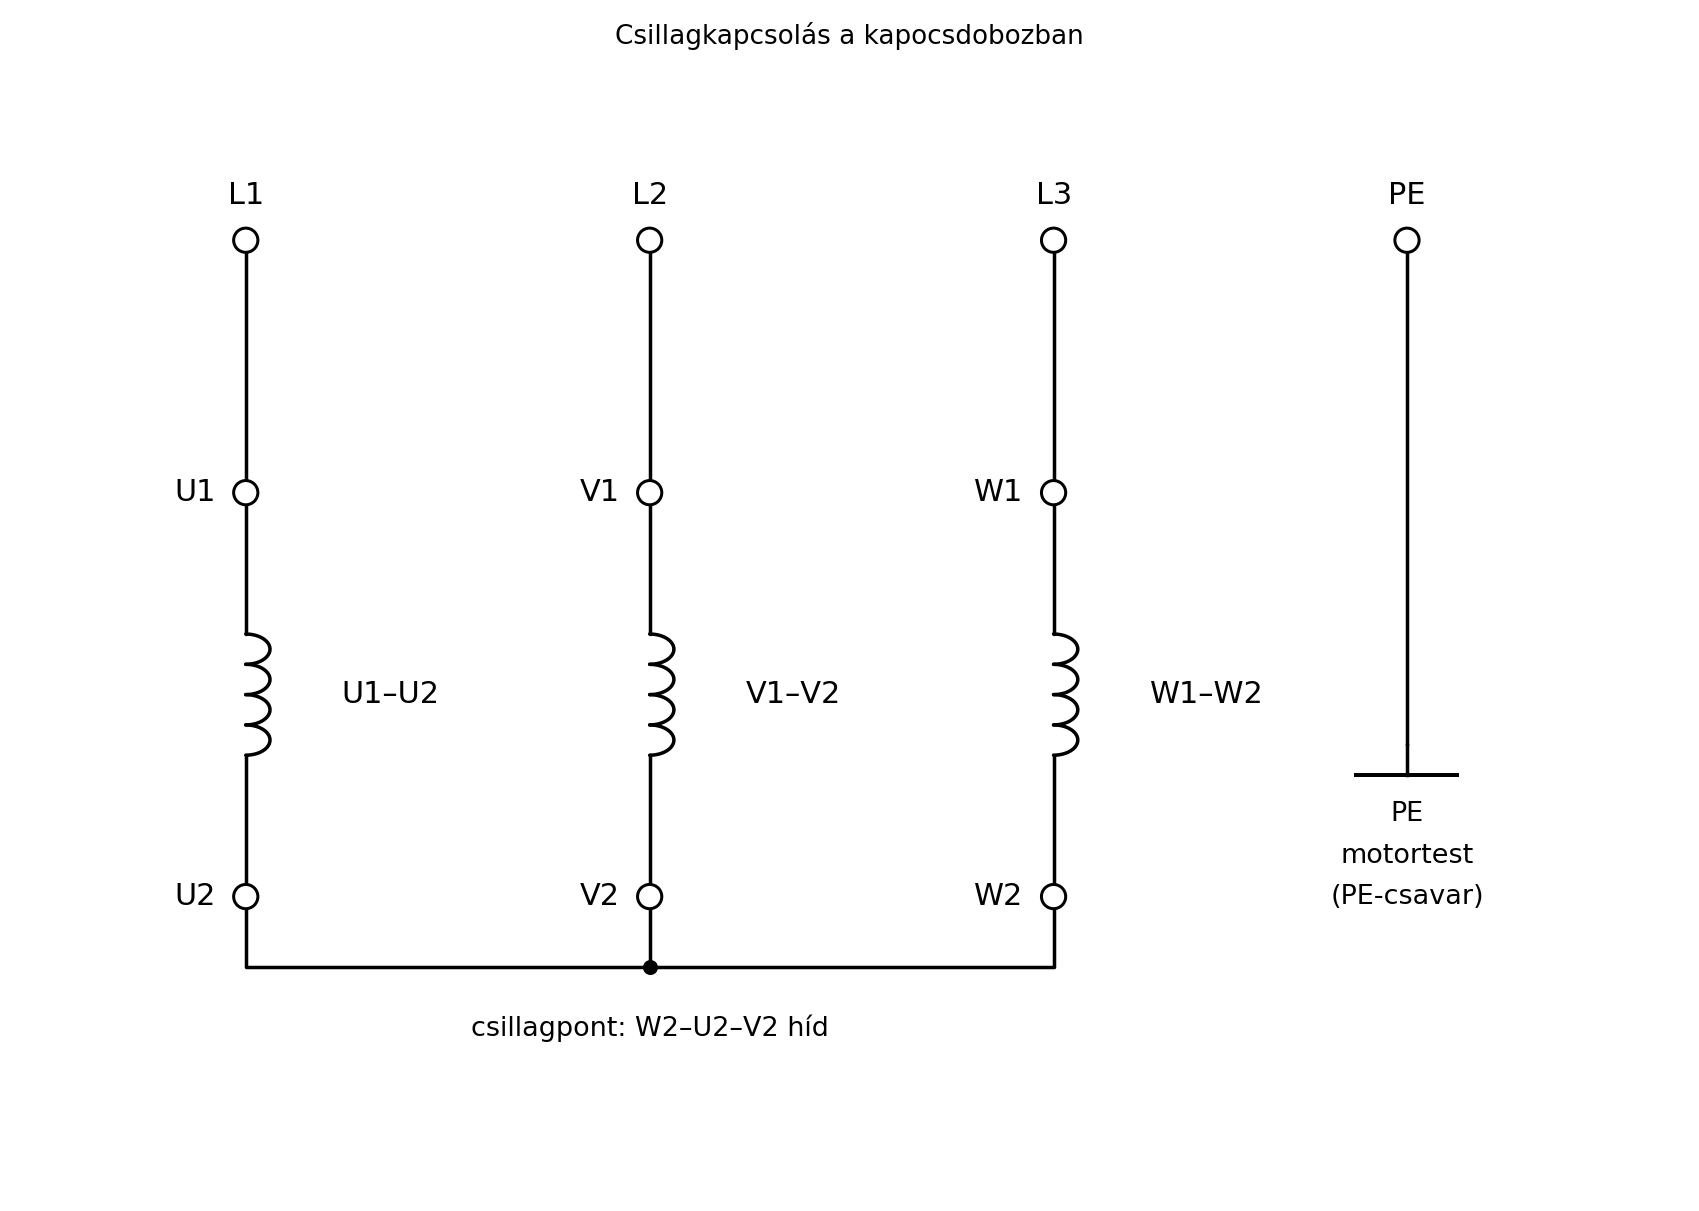 Csillagkapcsolás a kapocsdobozban
L1
L2
L3
PE
U1
V1
W1
U1–U2
V1–V2
W1–W2
PE
motortest
(PE-csavar)
U2
V2
W2
csillagpont: W2–U2–V2 híd